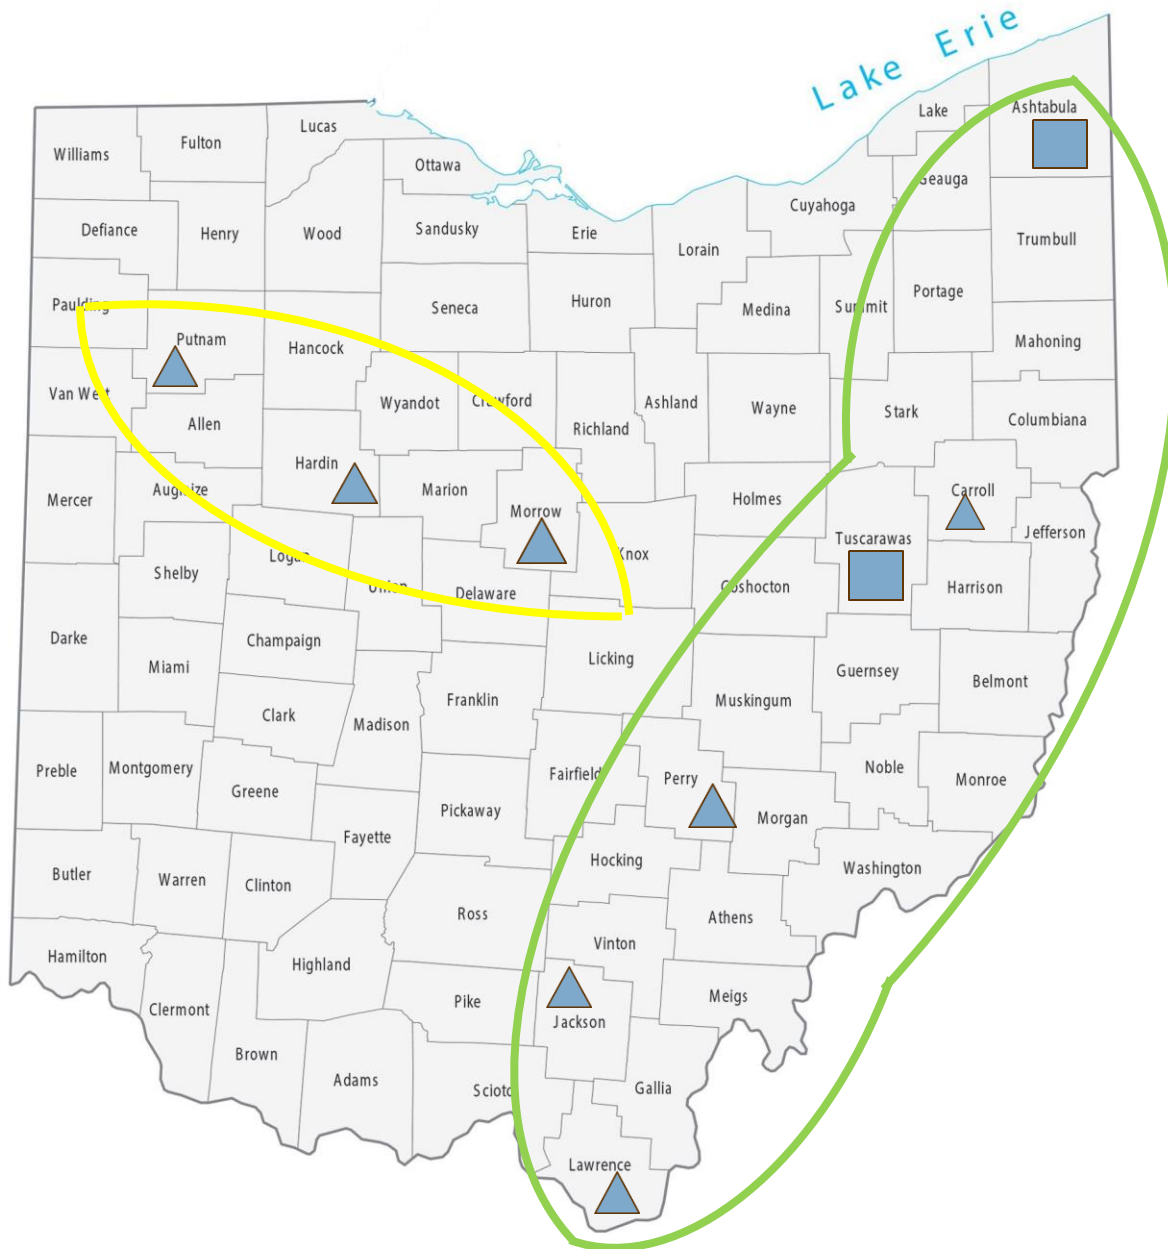 Lake Erie
Ashtabula
Lake
Lucas
Fulton
Williams
Ottawa
Geauga
Cuyahoga
Defiance
Henry
Wood
Sandusky
Erie
Lorain
Trumbull
Paulding
Seneca
Huron
Medina
Summit
Portage
Putnam
Hancock
Mahoning
Van Wert
Allen
Wyandot
Crawford
Richland
Ashland
Wayne
Stark
Columbiana
Hardin
Mercer
Auglaize
Marion
Morrow
Holmes
Carroll
Tuscarawas
Jefferson
Shelby
Logan
Union
Delaware
Knox
Coshocton
Harrison
Darke
Miami
Champaign
Licking
Guernsey
Belmont
Clark
Madison
Franklin
Muskingum
Preble
Montgomery
Greene
Fairfield
Perry
Noble
Monroe
Pickaway
Morgan
Fayette
Butler
Warren
Clinton
Hocking
Washington
Ross
Athens
Hamilton
Highland
Vinton
Clermont
Pike
Jackson
Meigs
Brown
Adams
Scioto
Gallia
Lawrence